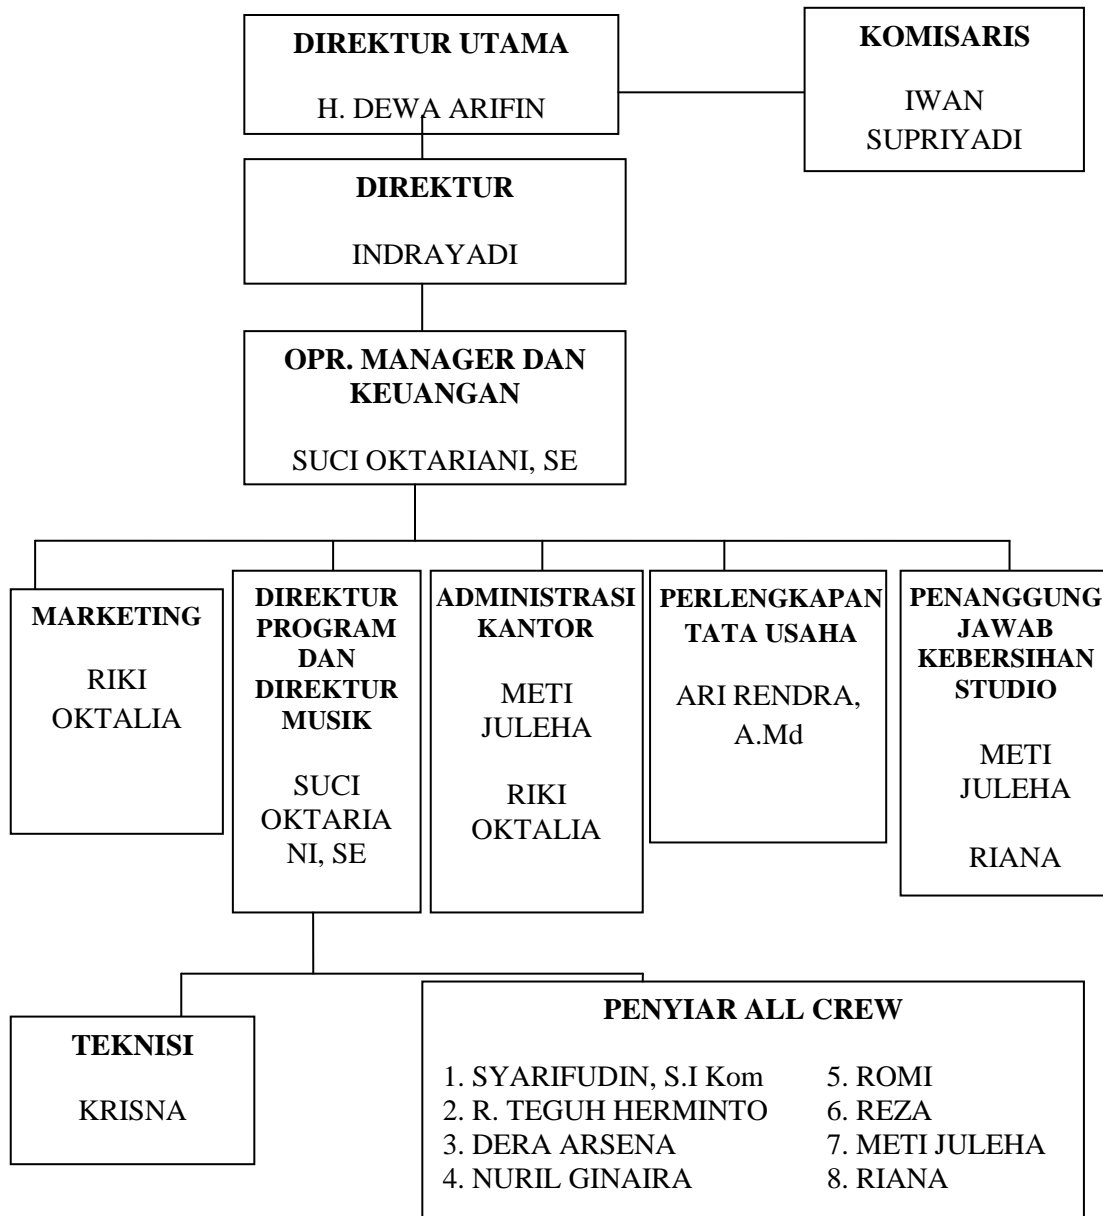 DIREKTUR UTAMA
H. DEWA ARIFIN
KOMISARIS
IWAN
SUPRIYADI
DIREKTUR
INDRAYADI
OPR. MANAGER DAN
KEUANGAN
SUCI OKTARIANI, SE
MARKETING
RIKI
OKTALIA
DIREKTUR
PROGRAM
DAN
DIREKTUR
MUSIK
SUCI
OKTARIA
NI, SE
ADMINISTRASI
KANTOR
METI
JULEHA
RIKI
OKTALIA
PERLENGKAPAN
TATA USAHA
ARI RENDRA,
A.Md
PENANGGUNG
JAWAB
KEBERSIHAN
STUDIO
METI
JULEHA
RIANA
TEKNISI
KRISNA
PENYIAR ALL CREW
1. SYARIFUDIN, S.I Kom
2. R. TEGUH HERMINTO
3. DERA ARSENA
4. NURIL GINAIRA
5. ROMI
6. REZA
7. METI JULEHA
8. RIANA